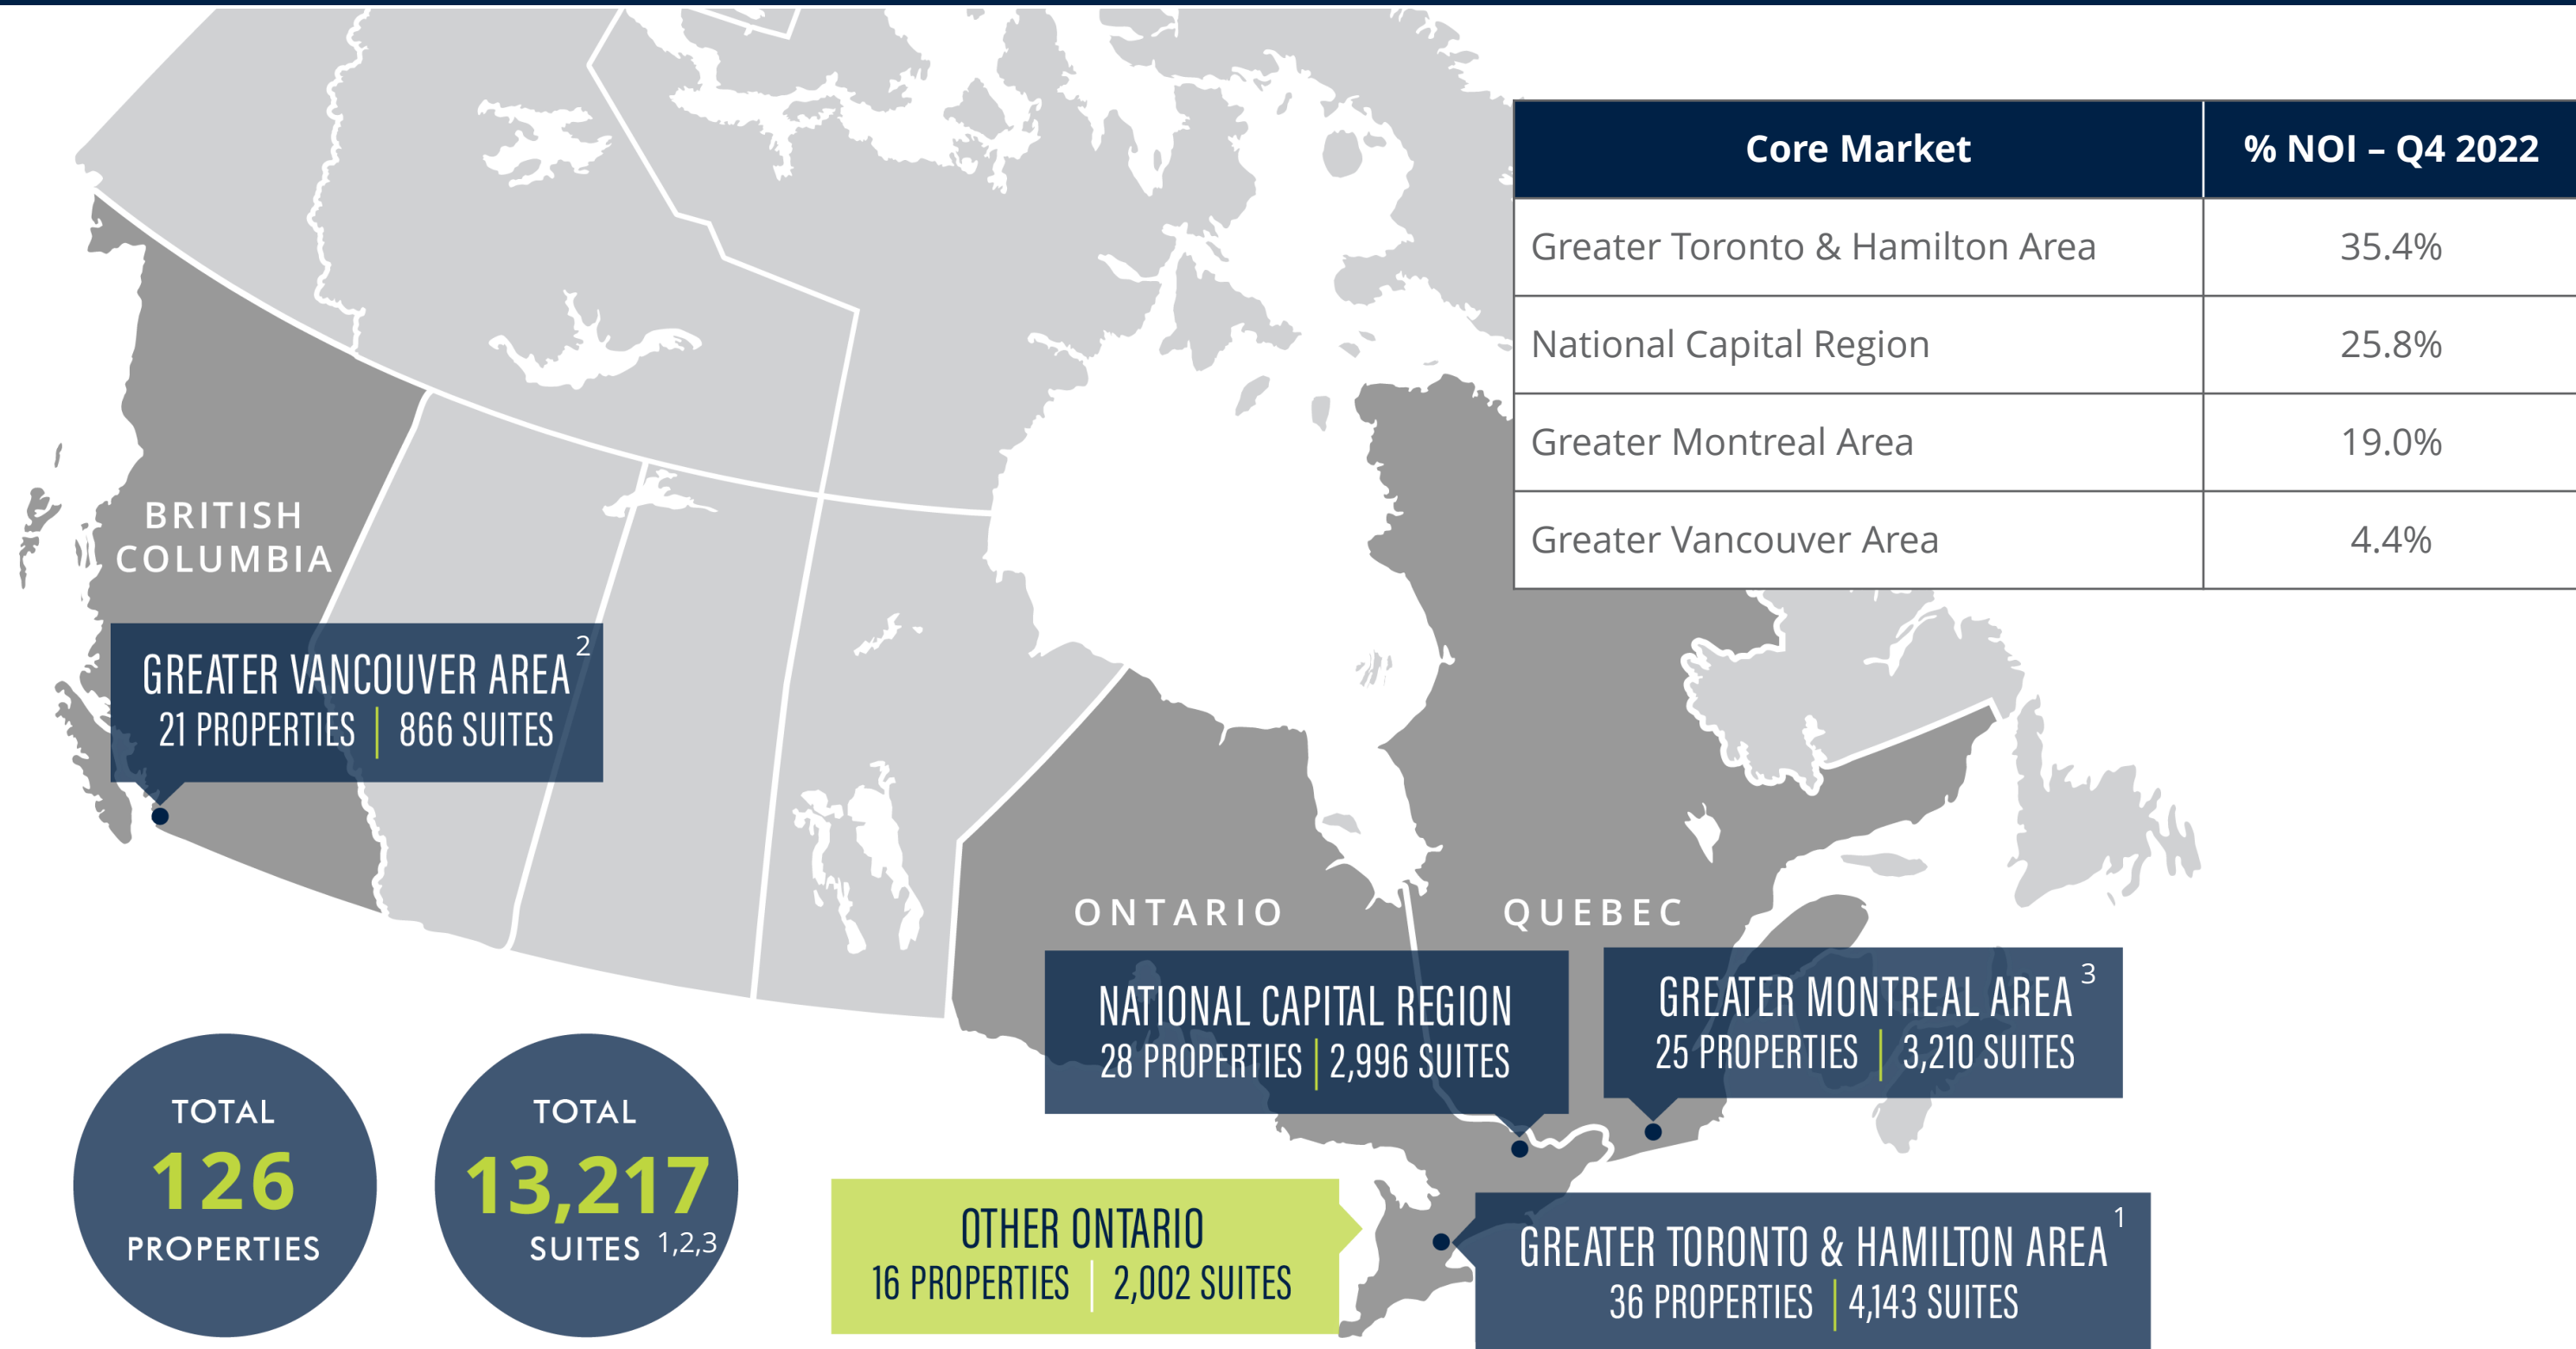 Core Market % NOI – Q4 2022
Greater Toronto & Hamilton Area 35.4%
National Capital Region 25.8%
Greater Montreal Area 19.0%
Greater Vancouver Area 4.4%
BRITISH
COLUMBIA
GREATER VANCOUVER AREA 2
21 PROPERTIES | 866 SUITES
ONTARIO
QUEBEC
NATIONAL CAPITAL REGION
28 PROPERTIES | 2,996 SUITES
GREATER MONTREAL AREA 3
25 PROPERTIES | 3,210 SUITES
TOTAL
126
PROPERTIES
TOTAL
13,217
SUITES 1,2,3
OTHER ONTARIO
16 PROPERTIES | 2,002 SUITES
GREATER TORONTO & HAMILTON AREA 1
36 PROPERTIES | 4,143 SUITES